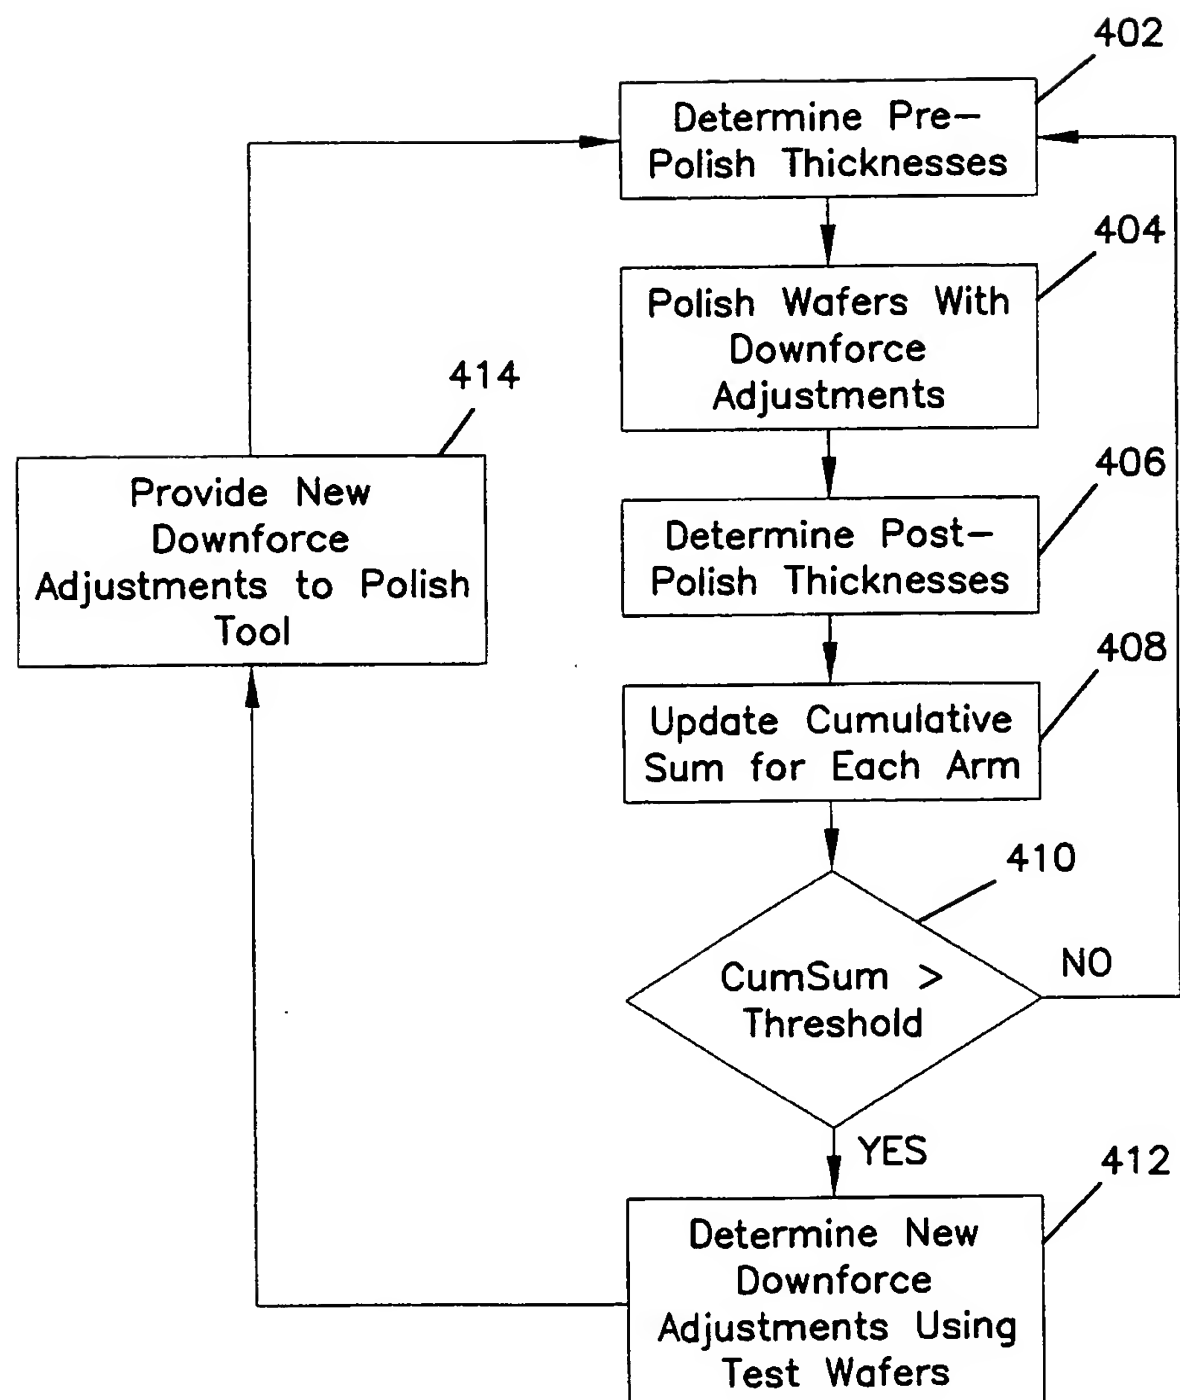 402
Determine Pre-
Polish Thicknesses
404
Polish Wafers With
Downforce
Adjustments
414
Provide New
Downforce
Adjustments to Polish
Tool
406
Determine Post-
Polish Thicknesses
408
Update Cumulative
Sum for Each Arm
410
CumSum >
Threshold
NO
YES
412
Determine New
Downforce
Adjustments Using
Test Wafers